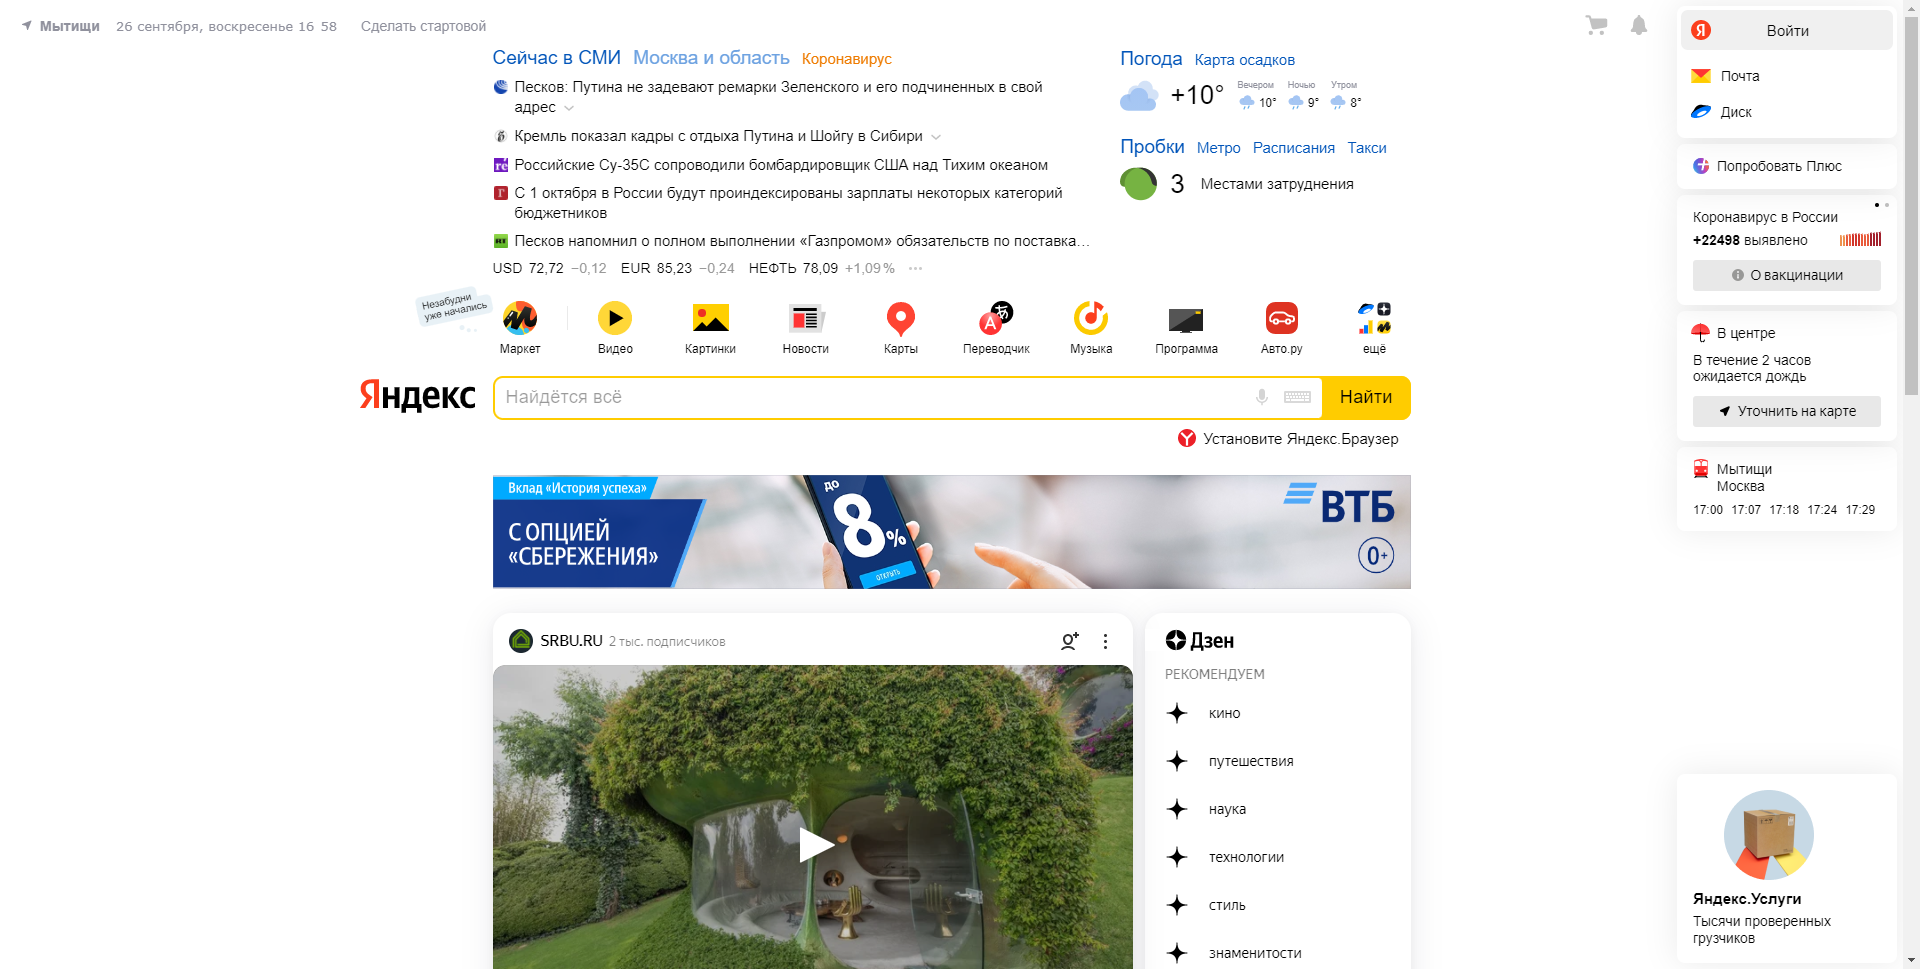 Мытищи 26 сентября, воскресенье 16 58 Сделать стартовой
Сейчас в СМИ Москва и область Коронавирус
Песков: Путина не задевают ремарки Зеленского и его подчиненных в свой
адрес
Кремль показал кадры с отдыха Путина и Шойгу в Сибири
Российские Су-35С сопроводили бомбардировщик США над Тихим океаном
С 1 октября в России будут проиндексированы зарплаты некоторых категорий
бюджетников
Песков напомнил о полном выполнении «Газпромом» обязательств по поставка...
USD 72,72 −0,12 EUR 85,23 −0,24 НЕФТЬ 78,09 +1,09%
Погода Карта осадков
+10° Вечером 10° Ночью 9° Утром 8°
Пробки Метро Расписания Такси
3 Местами затруднения
Незабудни
уже начались
Маркет
Видео
Картинки
Новости
Карты
Переводчик
Музыка
Программа
Авто.ру
ещё
Яндекс
Найдётся всё
Найти
Установите Яндекс.Браузер
Вклад «История успеха»
С ОПЦИЕЙ
«СБЕРЕЖЕНИЯ»
ДО
8%
ОТКРЫТЬ
ВТБ
0+
SRBU.RU 2 тыс. подписчиков
Дзен
РЕКОМЕНДУЕМ
кино
путешествия
наука
технологии
стиль
знаменитости
Я Войти
Почта
Диск
Попробовать Плюс
Коронавирус в России
+22498 выявлено
О вакцинации
В центре
В течение 2 часов
ожидается дождь
Уточнить на карте
Мытищи
Москва
17:00 17:07 17:18 17:24 17:29
Яндекс.Услуги
Тысячи проверенных
грузчиков